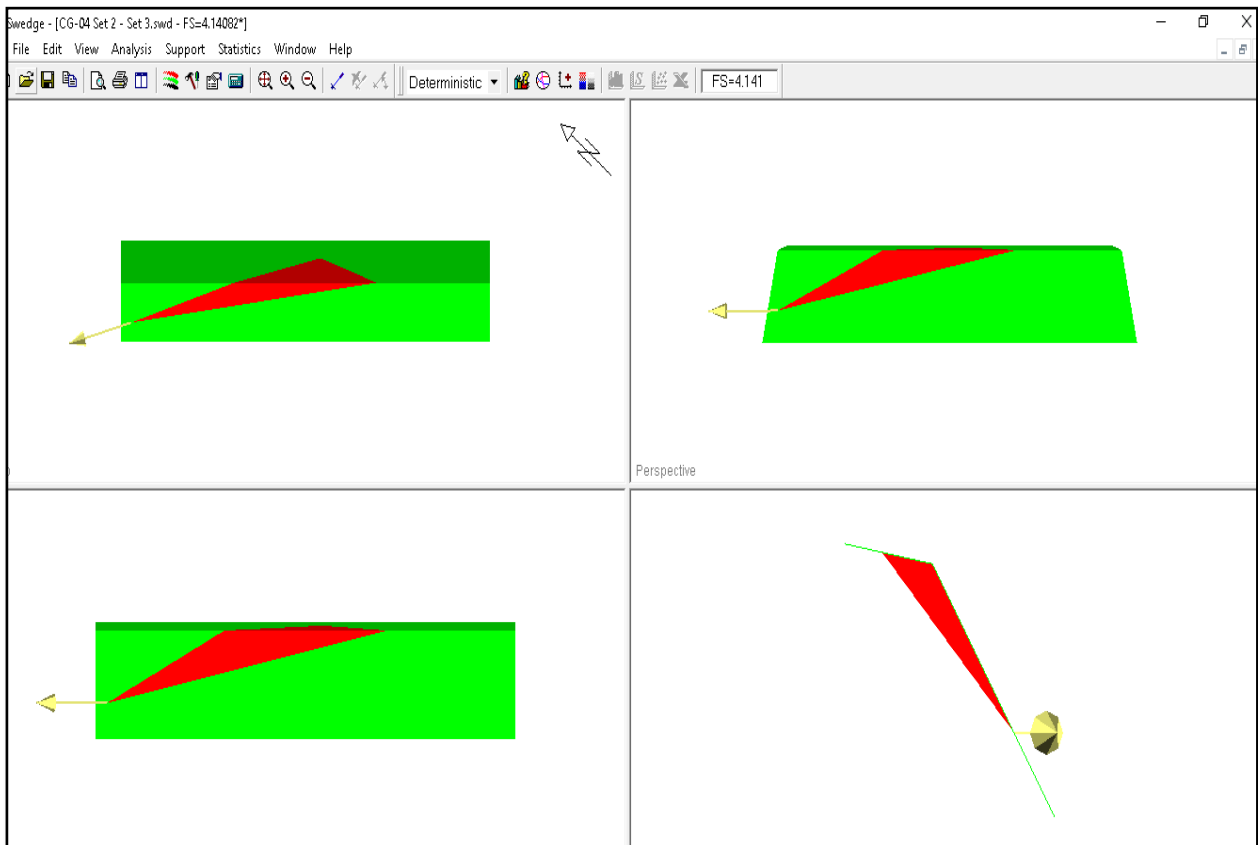 Swedge - [CG-04 Set 2 - Set 3.swd - FS=4.14082*]
File Edit View Analysis Support Statistics Window Help
Deterministic FS=4.141
Perspective